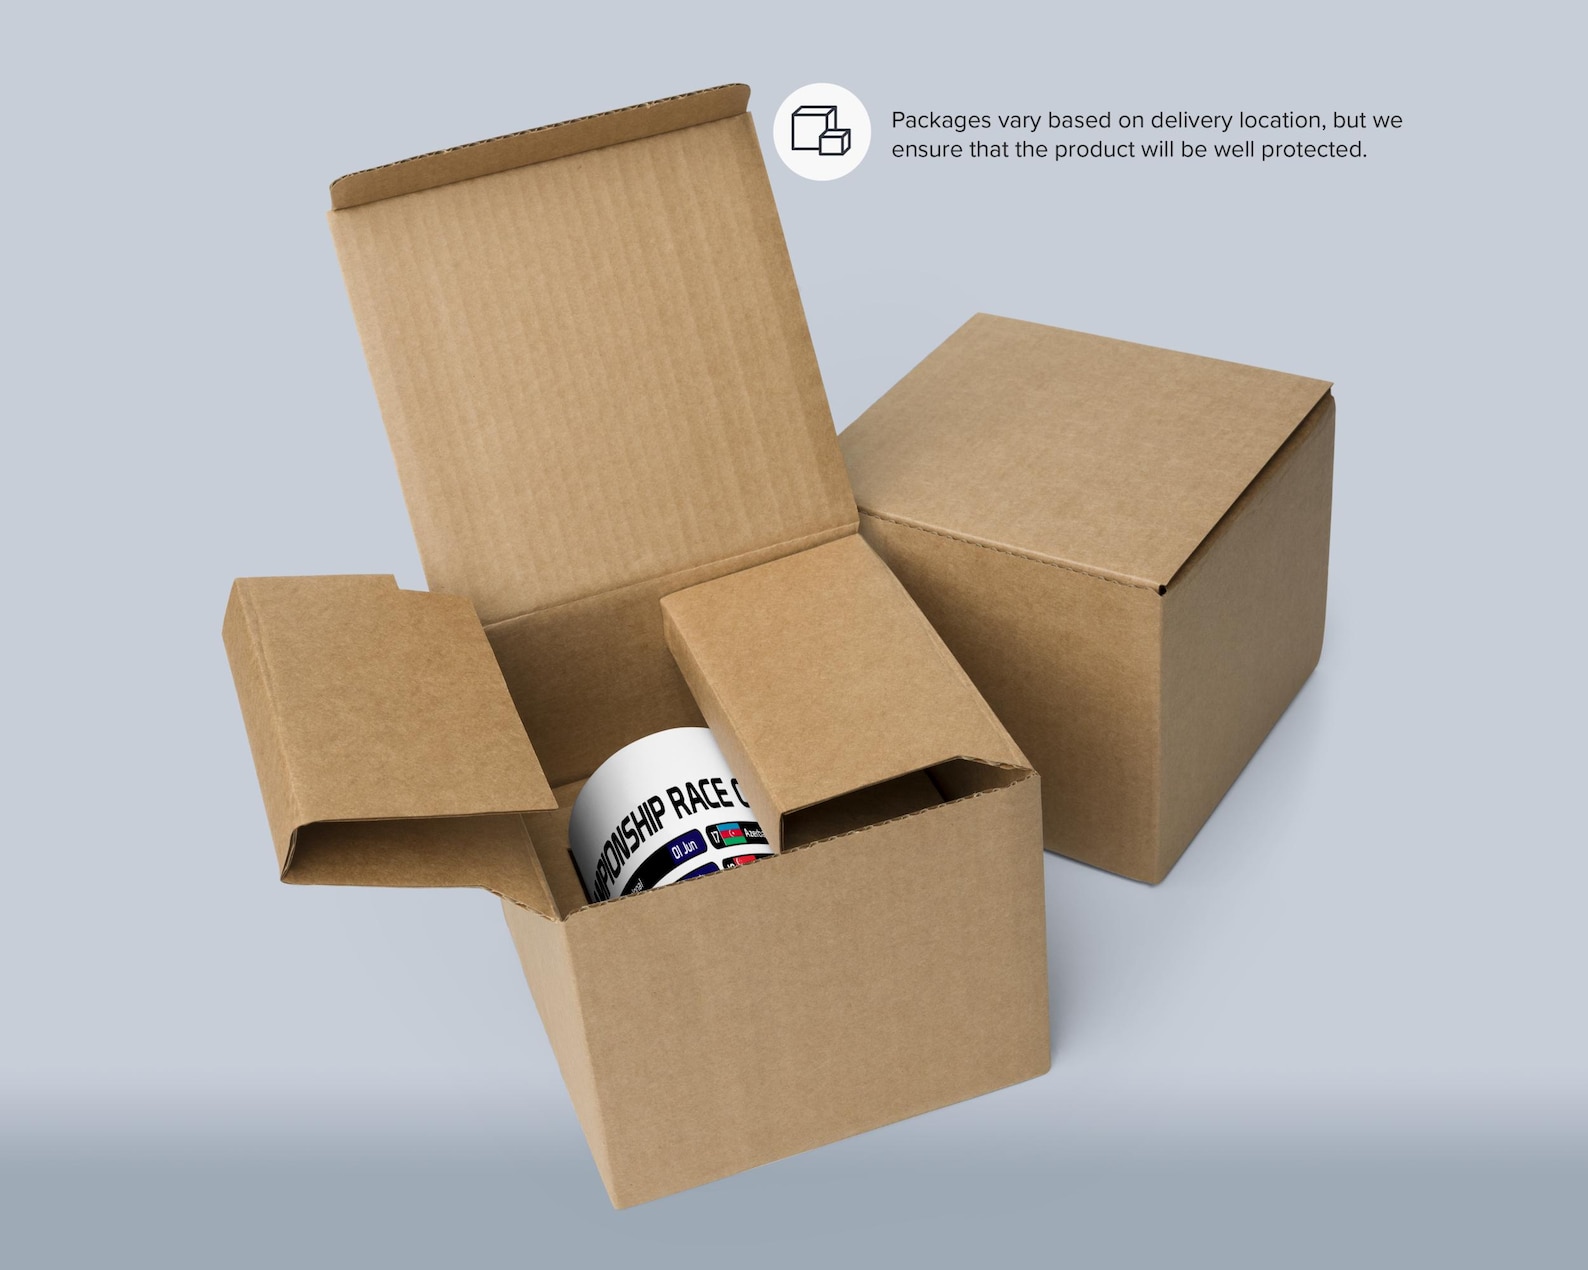 Packages vary based on delivery location, but we
ensure that the product will be well protected.
PIONSHIP RACE C
01 Jun
17 Azerb